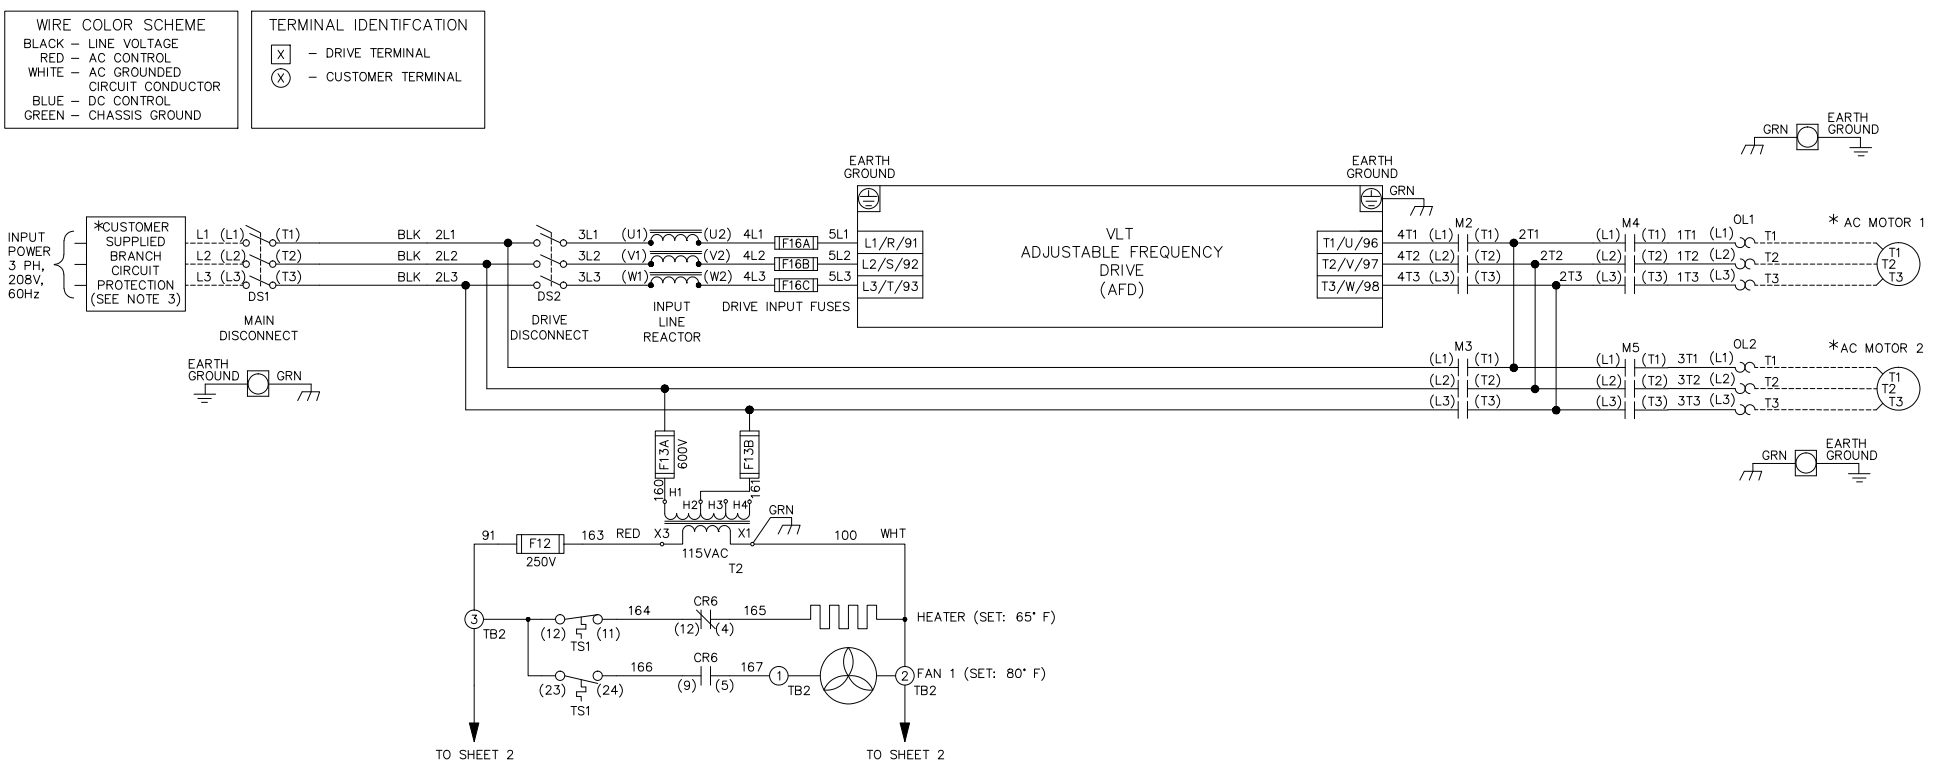 WIRE COLOR SCHEME
BLACK – LINE VOLTAGE
RED – AC CONTROL
WHITE – AC GROUNDED
CIRCUIT CONDUCTOR
BLUE – DC CONTROL
GREEN – CHASSIS GROUND
TERMINAL IDENTIFCATION
X – DRIVE TERMINAL
X – CUSTOMER TERMINAL
GRN
EARTH
GROUND
EARTH
GROUND
EARTH
GROUND
GRN
INPUT
POWER
3 PH,
208V,
60Hz
*CUSTOMER
SUPPLIED
BRANCH
CIRCUIT
PROTECTION
(SEE NOTE 3)
L1 (L1) (T1) BLK 2L1 3L1 (U1) (U2) 4L1 F16A 5L1 L1/R/91
L2 (L2) (T2) BLK 2L2 3L2 (V1) (V2) 4L2 F16B 5L2 L2/S/92
L3 (L3) (T3) BLK 2L3 3L3 (W1) (W2) 4L3 F16C 5L3 L3/T/93
DS1
MAIN
DISCONNECT
DS2
DRIVE
DISCONNECT
INPUT
LINE
REACTOR
DRIVE INPUT FUSES
VLT
ADJUSTABLE FREQUENCY
DRIVE
(AFD)
M2 M4 OL1 * AC MOTOR 1
T1/U/96 4T1 (L1) (T1) 2T1 (L1) (T1) 1T1 (L1) T1
T2/V/97 4T2 (L2) (T2) 2T2 (L2) (T2) 1T2 (L2) T2
T3/W/98 4T3 (L3) (T3) 2T3 (L3) (T3) 1T3 (L3) T3
T1
T2
T3
EARTH
GROUND
GRN
M3 M5 OL2 *AC MOTOR 2
(L1) (T1) (L1) (T1) 3T1 (L1) T1
(L2) (T2) (L2) (T2) 3T2 (L2) T2
(L3) (T3) (L3) (T3) 3T3 (L3) T3
T1
T2
T3
GRN
EARTH
GROUND
F13A
600V
F13B
160
161
H1
H2 H3 H4
GRN
91 F12 163 RED X3 X1 100 WHT
250V
115VAC
T2
3
TB2
(12) (11)
TS1
164
CR6
(12) (4)
165
HEATER (SET: 65° F)
(23) (24)
TS1
166
CR6
(9) (5)
167
1
TB2
2
TB2
FAN 1 (SET: 80° F)
TO SHEET 2
TO SHEET 2